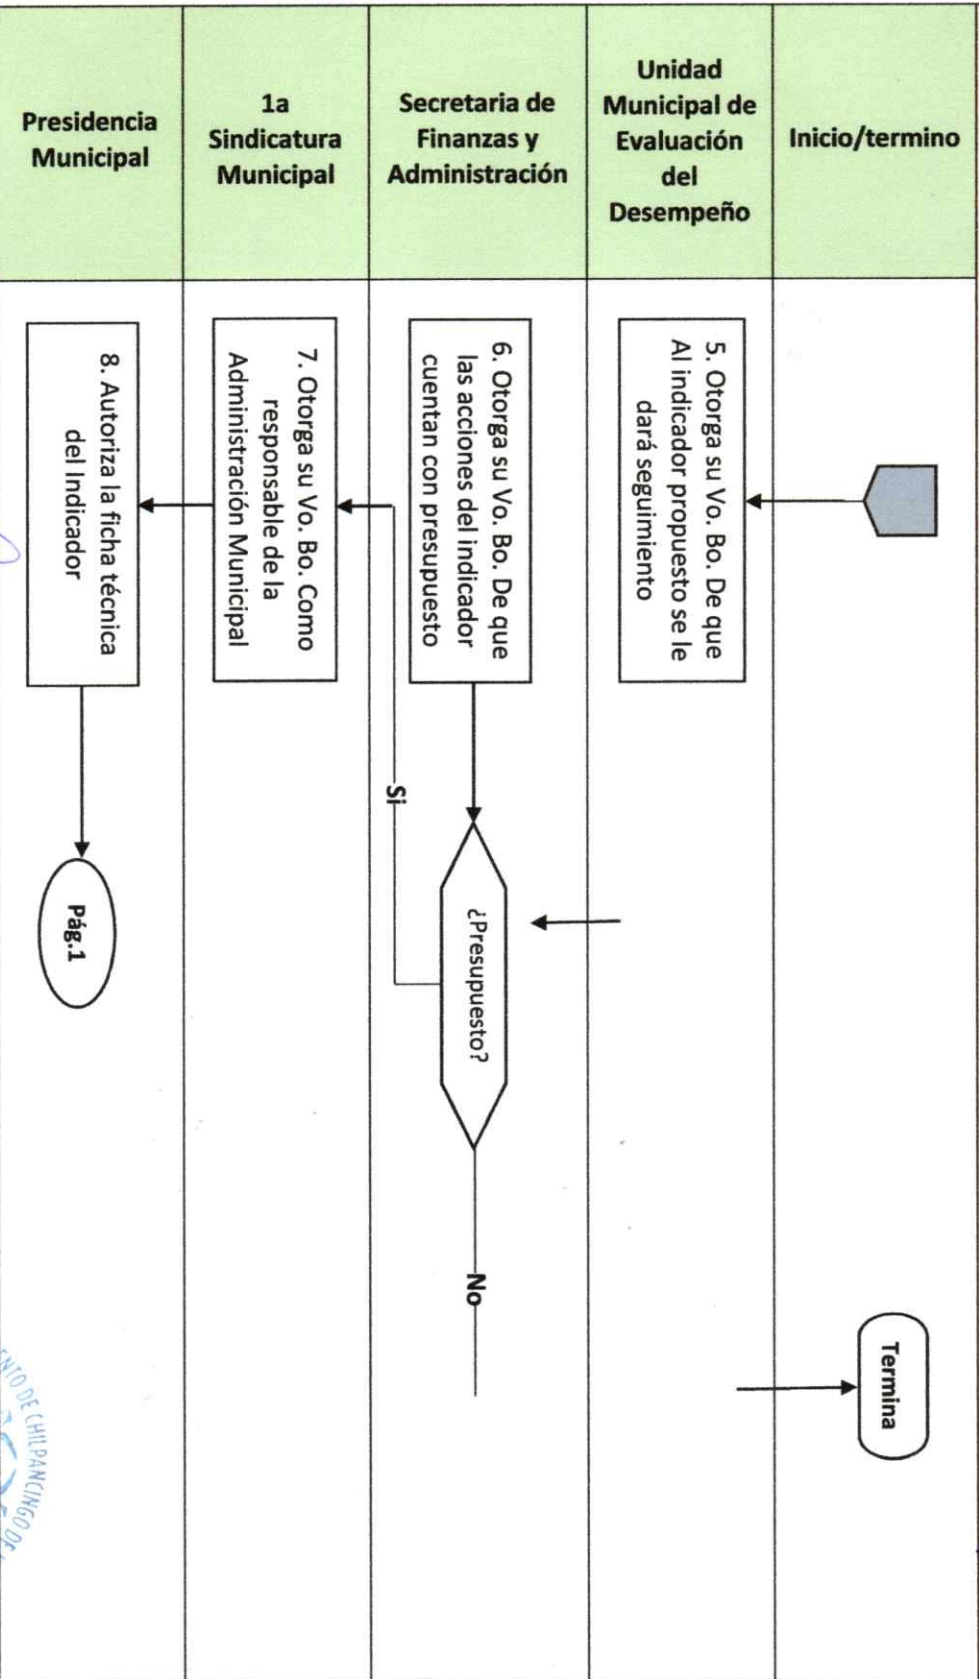 Presidencia
Municipal
1a
Sindicatura
Municipal
Secretaria de
Finanzas y
Administración
Unidad
Municipal de
Evaluación
del
Desempeño
Inicio/termino
5. Otorga su Vo. Bo. De que
Al indicador propuesto se le
dará seguimiento
6. Otorga su Vo. Bo. De que
las acciones del indicador
cuentan con presupuesto
¿Presupuesto?
Si
No
7. Otorga su Vo. Bo. Como
responsable de la
Administración Municipal
8. Autoriza la ficha técnica
del Indicador
Pág.1
Termina
DE CHILPANCINGO DE